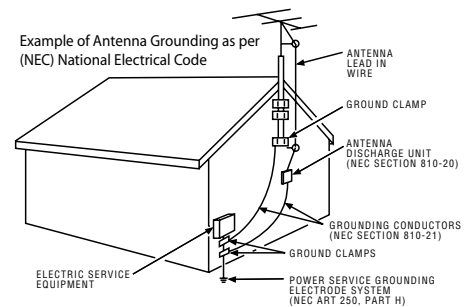 Example of Antenna Grounding as per
(NEC) National Electrical Code
ANTENNA
LEAD IN
WIRE
GROUND CLAMP
ANTENNA
DISCHARGE UNIT
(NEC SECTION 810-20)
GROUNDING CONDUCTORS
(NEC SECTION 810-21)
GROUND CLAMPS
ELECTRIC SERVICE
EQUIPMENT
POWER SERVICE GROUNDING
ELECTRODE SYSTEM
(NEC ART 250, PART H)